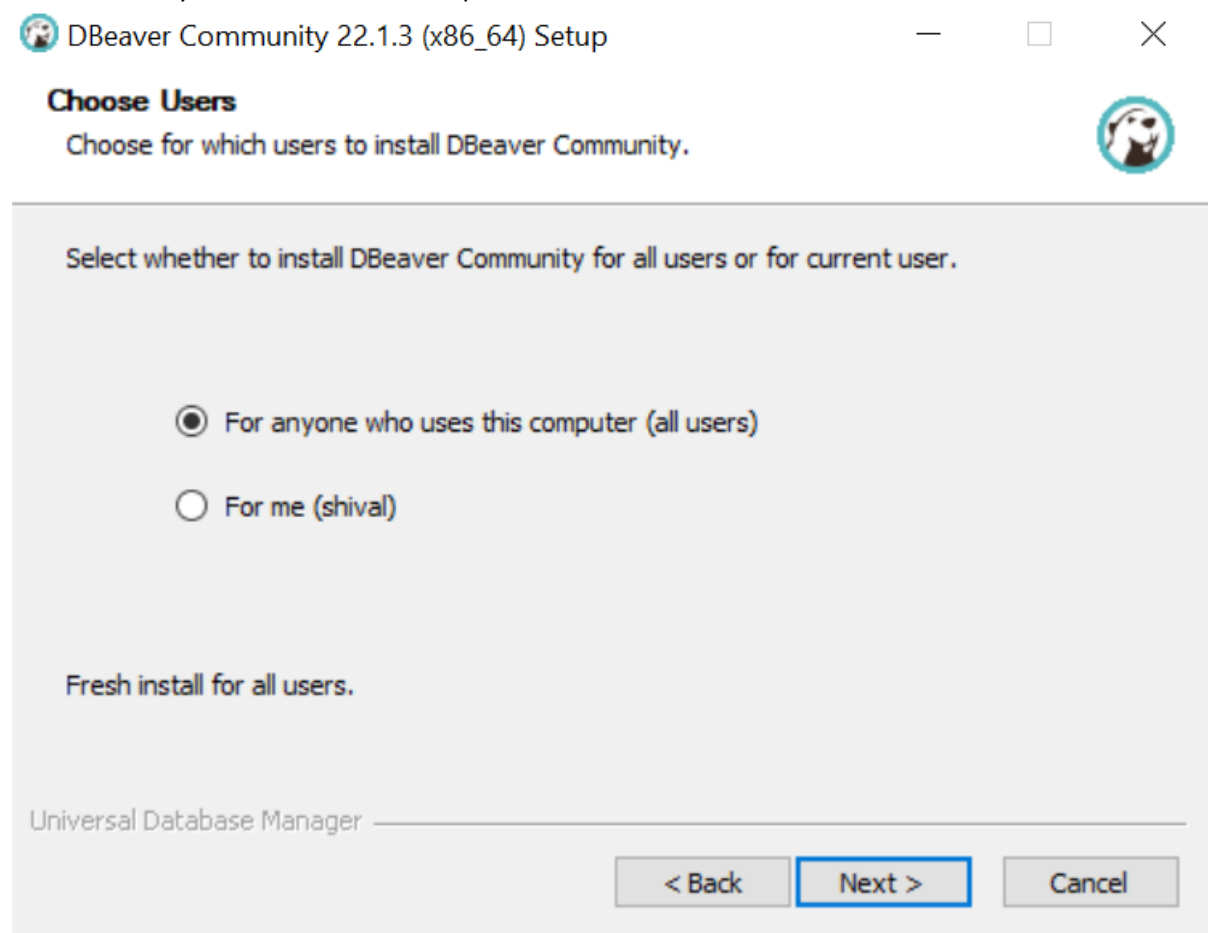 DBeaver Community 22.1.3 (x86_64) Setup
Choose Users
Choose for which users to install DBeaver Community.
Select whether to install DBeaver Community for all users or for current user.
For anyone who uses this computer (all users)
For me (shival)
Fresh install for all users.
Universal Database Manager
< Back
Next >
Cancel